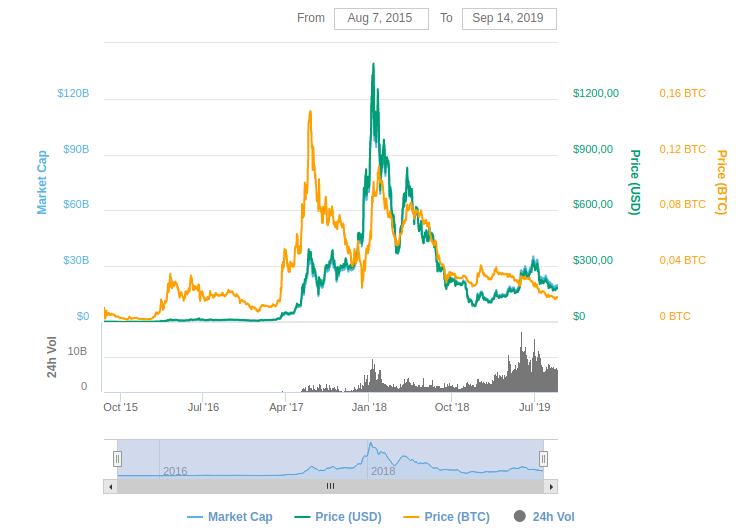 From Aug 7, 2015 To Sep 14, 2019
$120B $1200,00 0,16 BTC
$90B $900,00 0,12 BTC
Market Cap Price (USD) Price (BTC)
$60B $600,00 0,08 BTC
$30B $300,00 0,04 BTC
$0 $0 0 BTC
24h Vol
10B
0
Oct '15 Jul '16 Apr '17 Jan '18 Oct '18 Jul '19
2016 2018
Market Cap Price (USD) Price (BTC) 24h Vol